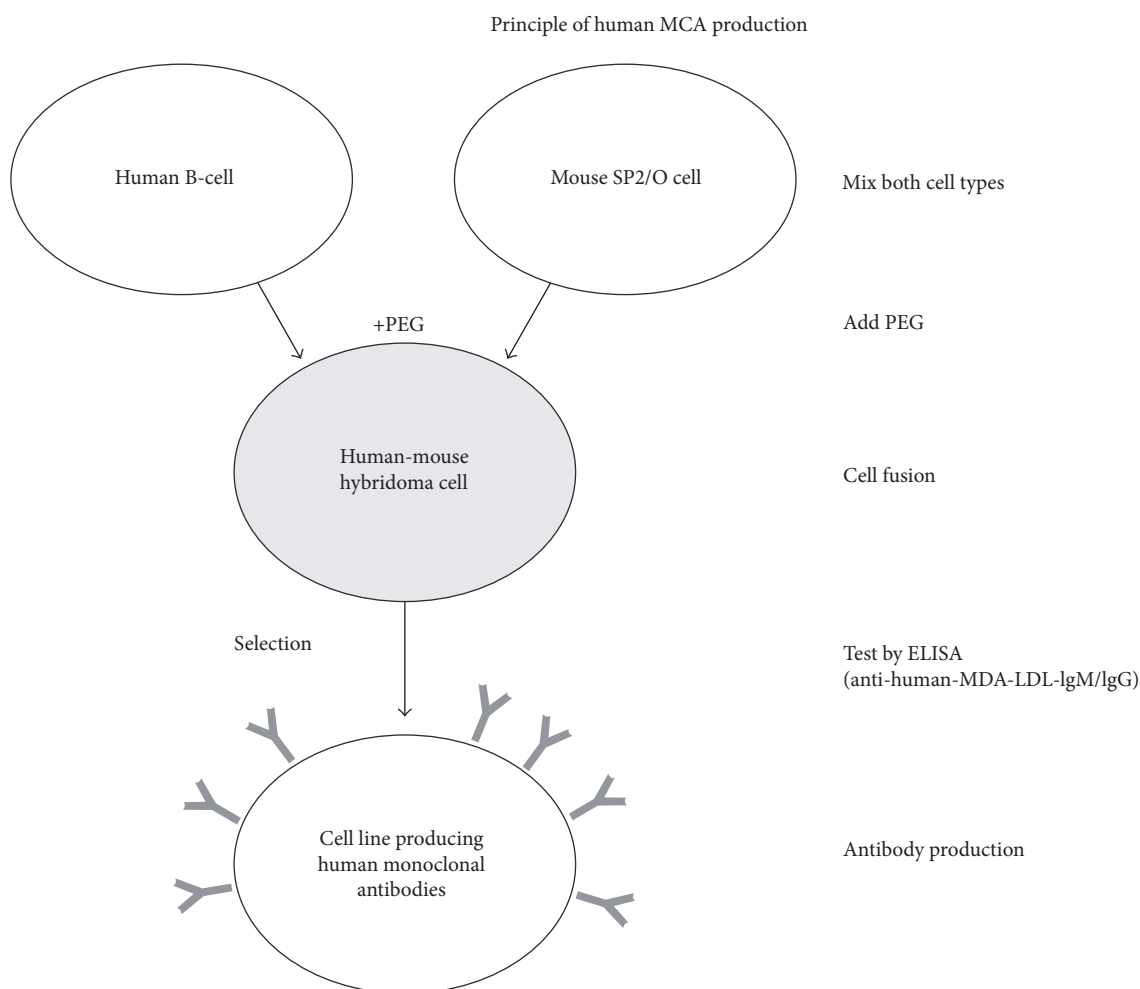 Principle of human MCA production
Human B-cell
Mouse SP2/O cell
Mix both cell types
+PEG
Add PEG
Human-mouse
hybridoma cell
Cell fusion
Selection
Test by ELISA
(anti-human-MDA-LDL-lgM/lgG)
Cell line producing
human monoclonal
antibodies
Antibody production